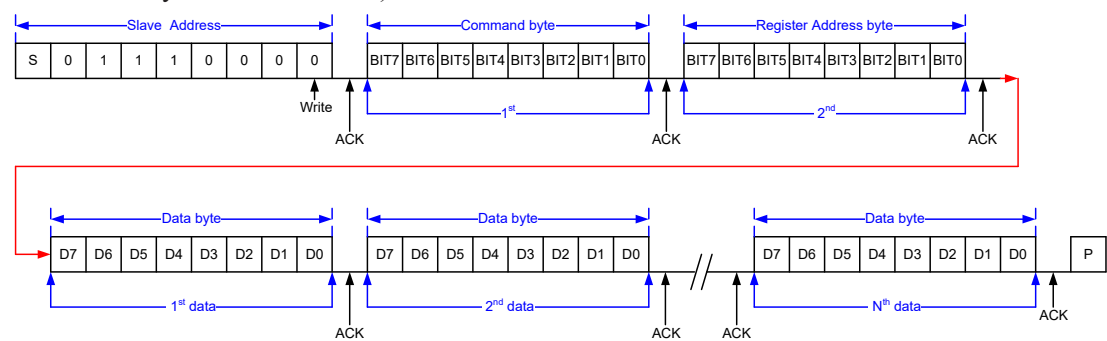 Slave Address Command byte Register Address byte
S 0 1 1 1 0 0 0 0 BIT7 BIT6 BIT5 BIT4 BIT3 BIT2 BIT1 BIT0 BIT7 BIT6 BIT5 BIT4 BIT3 BIT2 BIT1 BIT0
Write 1st 2nd
ACK ACK ACK
Data byte Data byte Data byte
D7 D6 D5 D4 D3 D2 D1 D0 D7 D6 D5 D4 D3 D2 D1 D0 // D7 D6 D5 D4 D3 D2 D1 D0 P
1st data 2nd data Nth data
ACK ACK ACK ACK